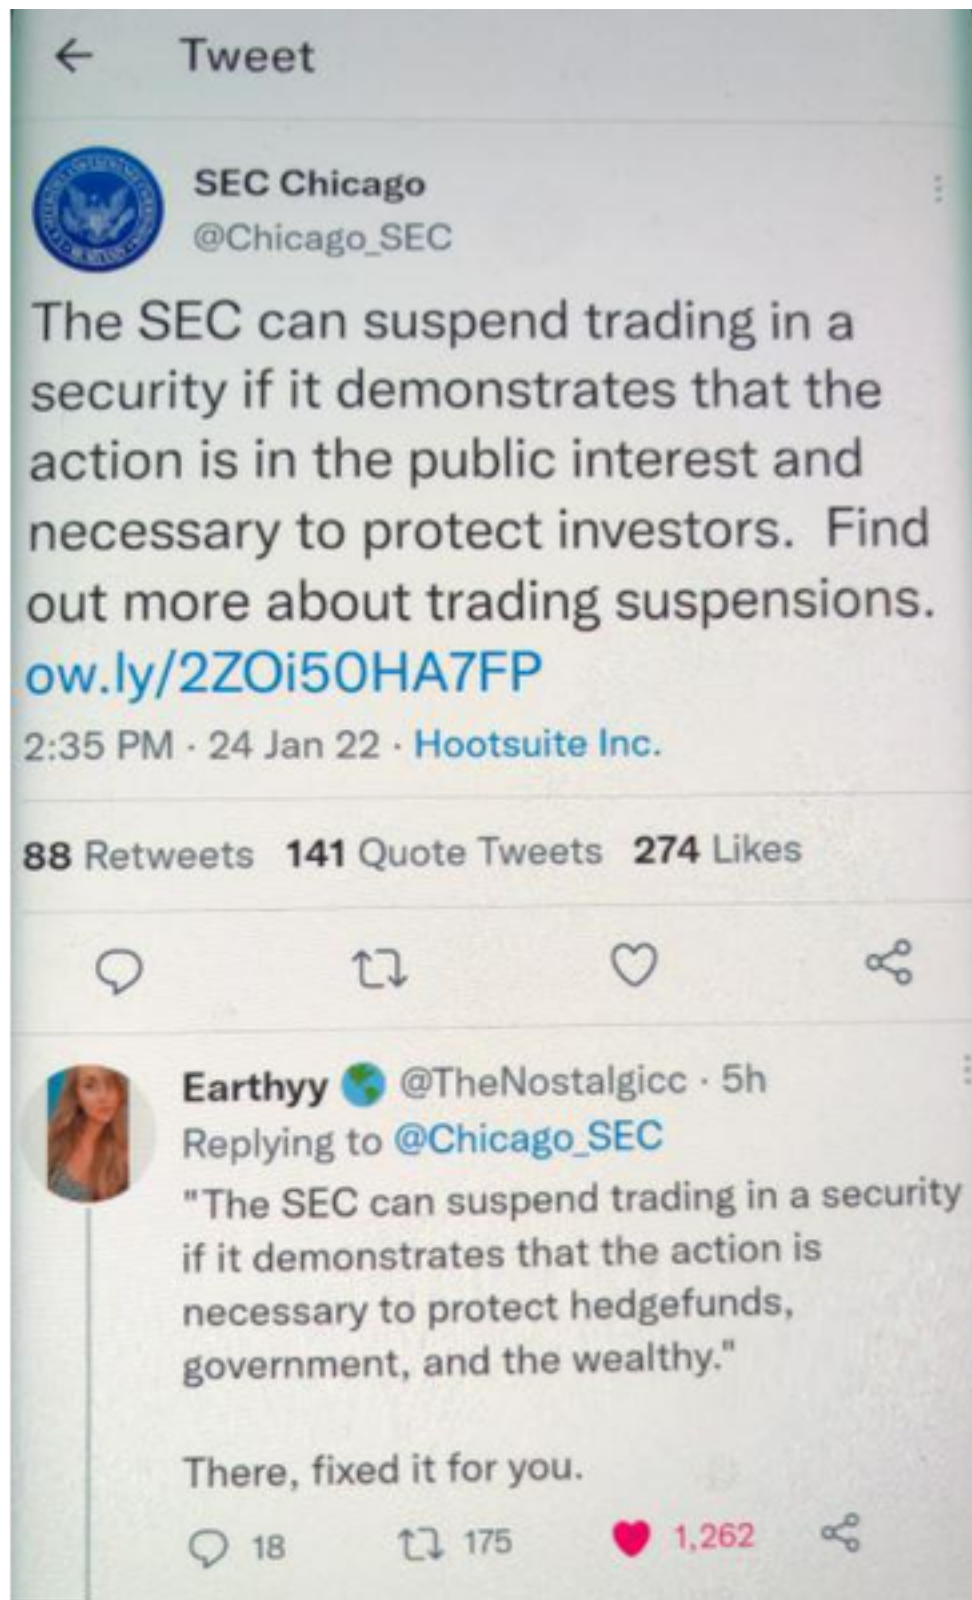 Tweet
SEC Chicago
@Chicago_SEC
The SEC can suspend trading in a
security if it demonstrates that the
action is in the public interest and
necessary to protect investors.  Find
out more about trading suspensions.
ow.ly/2ZOi50HA7FP
2:35 PM · 24 Jan 22 · Hootsuite Inc.
88 Retweets  141 Quote Tweets  274 Likes
Earthyy 🌎 @TheNostalgicc · 5h
Replying to @Chicago_SEC
"The SEC can suspend trading in a security
if it demonstrates that the action is
necessary to protect hedgefunds,
government, and the wealthy."
There, fixed it for you.
18 175 1,262